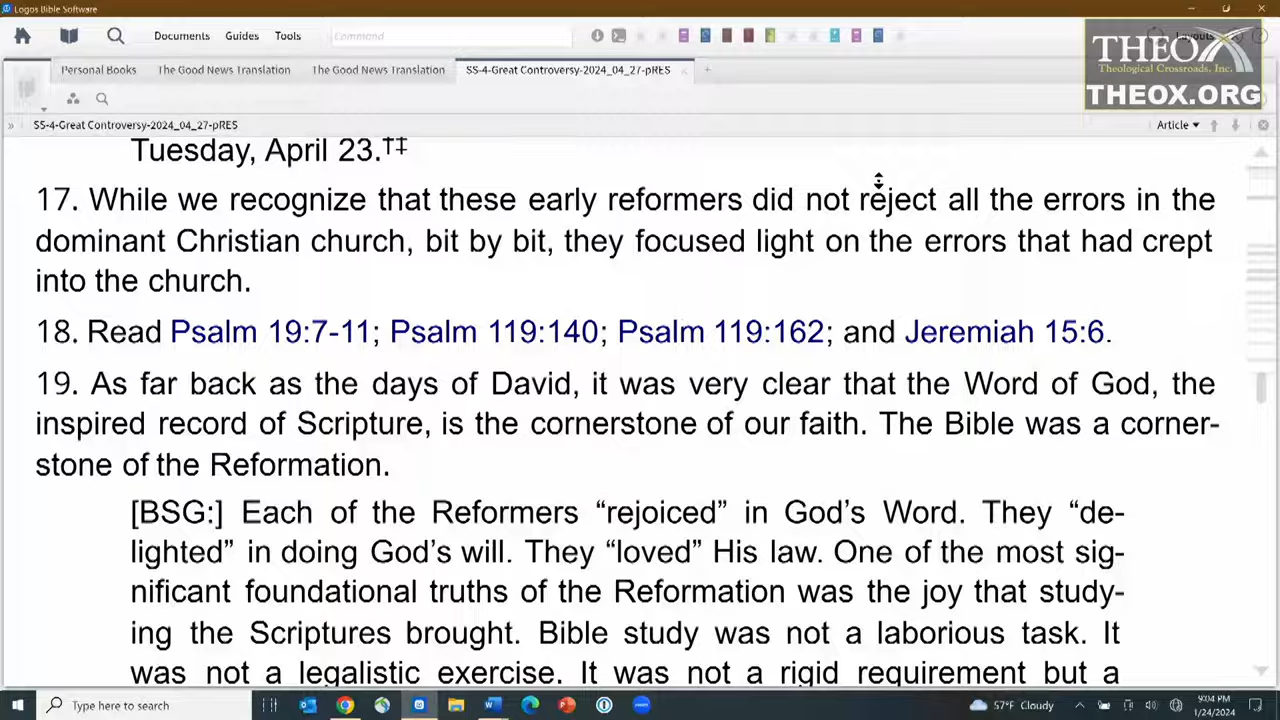 Logos Bible Software
Documents Guides Tools Command
THEOX
Theological Crossroads, Inc.
THEOX.ORG
Personal Books The Good News Translation The Good News Transla SS-4-Great Controversy-2024_04_27-pRES
SS-4-Great Controversy-2024_04_27-pRES Article
Tuesday, April 23.†‡
17. While we recognize that these early reformers did not reject all the errors in the
dominant Christian church, bit by bit, they focused light on the errors that had crept
into the church.
18. Read Psalm 19:7-11; Psalm 119:140; Psalm 119:162; and Jeremiah 15:6.
19. As far back as the days of David, it was very clear that the Word of God, the
inspired record of Scripture, is the cornerstone of our faith. The Bible was a corner-
stone of the Reformation.
[BSG:] Each of the Reformers “rejoiced” in God’s Word. They “de-
lighted” in doing God’s will. They “loved” His law. One of the most sig-
nificant foundational truths of the Reformation was the joy that study-
ing the Scriptures brought. Bible study was not a laborious task. It
was not a legalistic exercise. It was not a rigid requirement but a
Type here to search
57°F Cloudy
9:04 PM
1/24/2024